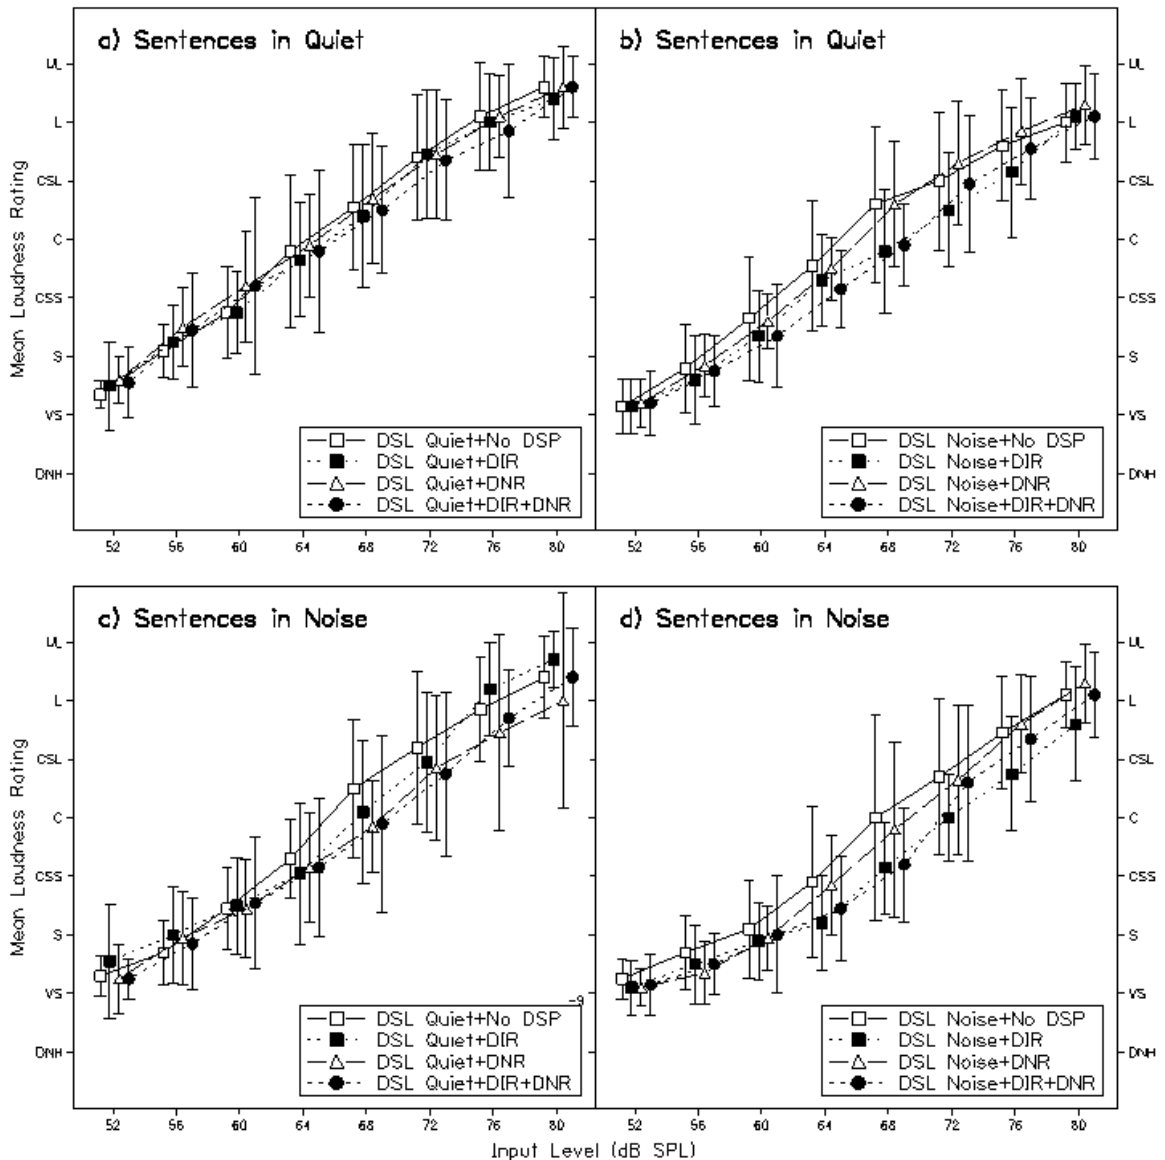 a) Sentences in Quiet
b) Sentences in Quiet
UL
L
CSL
C
CSS
S
VS
DNH
Mean Loudness Rating
UL
L
CSL
C
CSS
S
VS
DNH
DSL Quiet+No DSP
DSL Quiet+DIR
DSL Quiet+DNR
DSL Quiet+DIR+DNR
DSL Noise+No DSP
DSL Noise+DIR
DSL Noise+DNR
DSL Noise+DIR+DNR
52 56 60 64 68 72 76 80
52 56 60 64 68 72 76 80
c) Sentences in Noise
d) Sentences in Noise
UL
L
CSL
C
CSS
S
VS
DNH
Mean Loudness Rating
UL
L
CSL
C
CSS
S
VS
DNH
-9
DSL Quiet+No DSP
DSL Quiet+DIR
DSL Quiet+DNR
DSL Quiet+DIR+DNR
DSL Noise+No DSP
DSL Noise+DIR
DSL Noise+DNR
DSL Noise+DIR+DNR
52 56 60 64 68 72 76 80
52 56 60 64 68 72 76 80
Input Level (dB SPL)